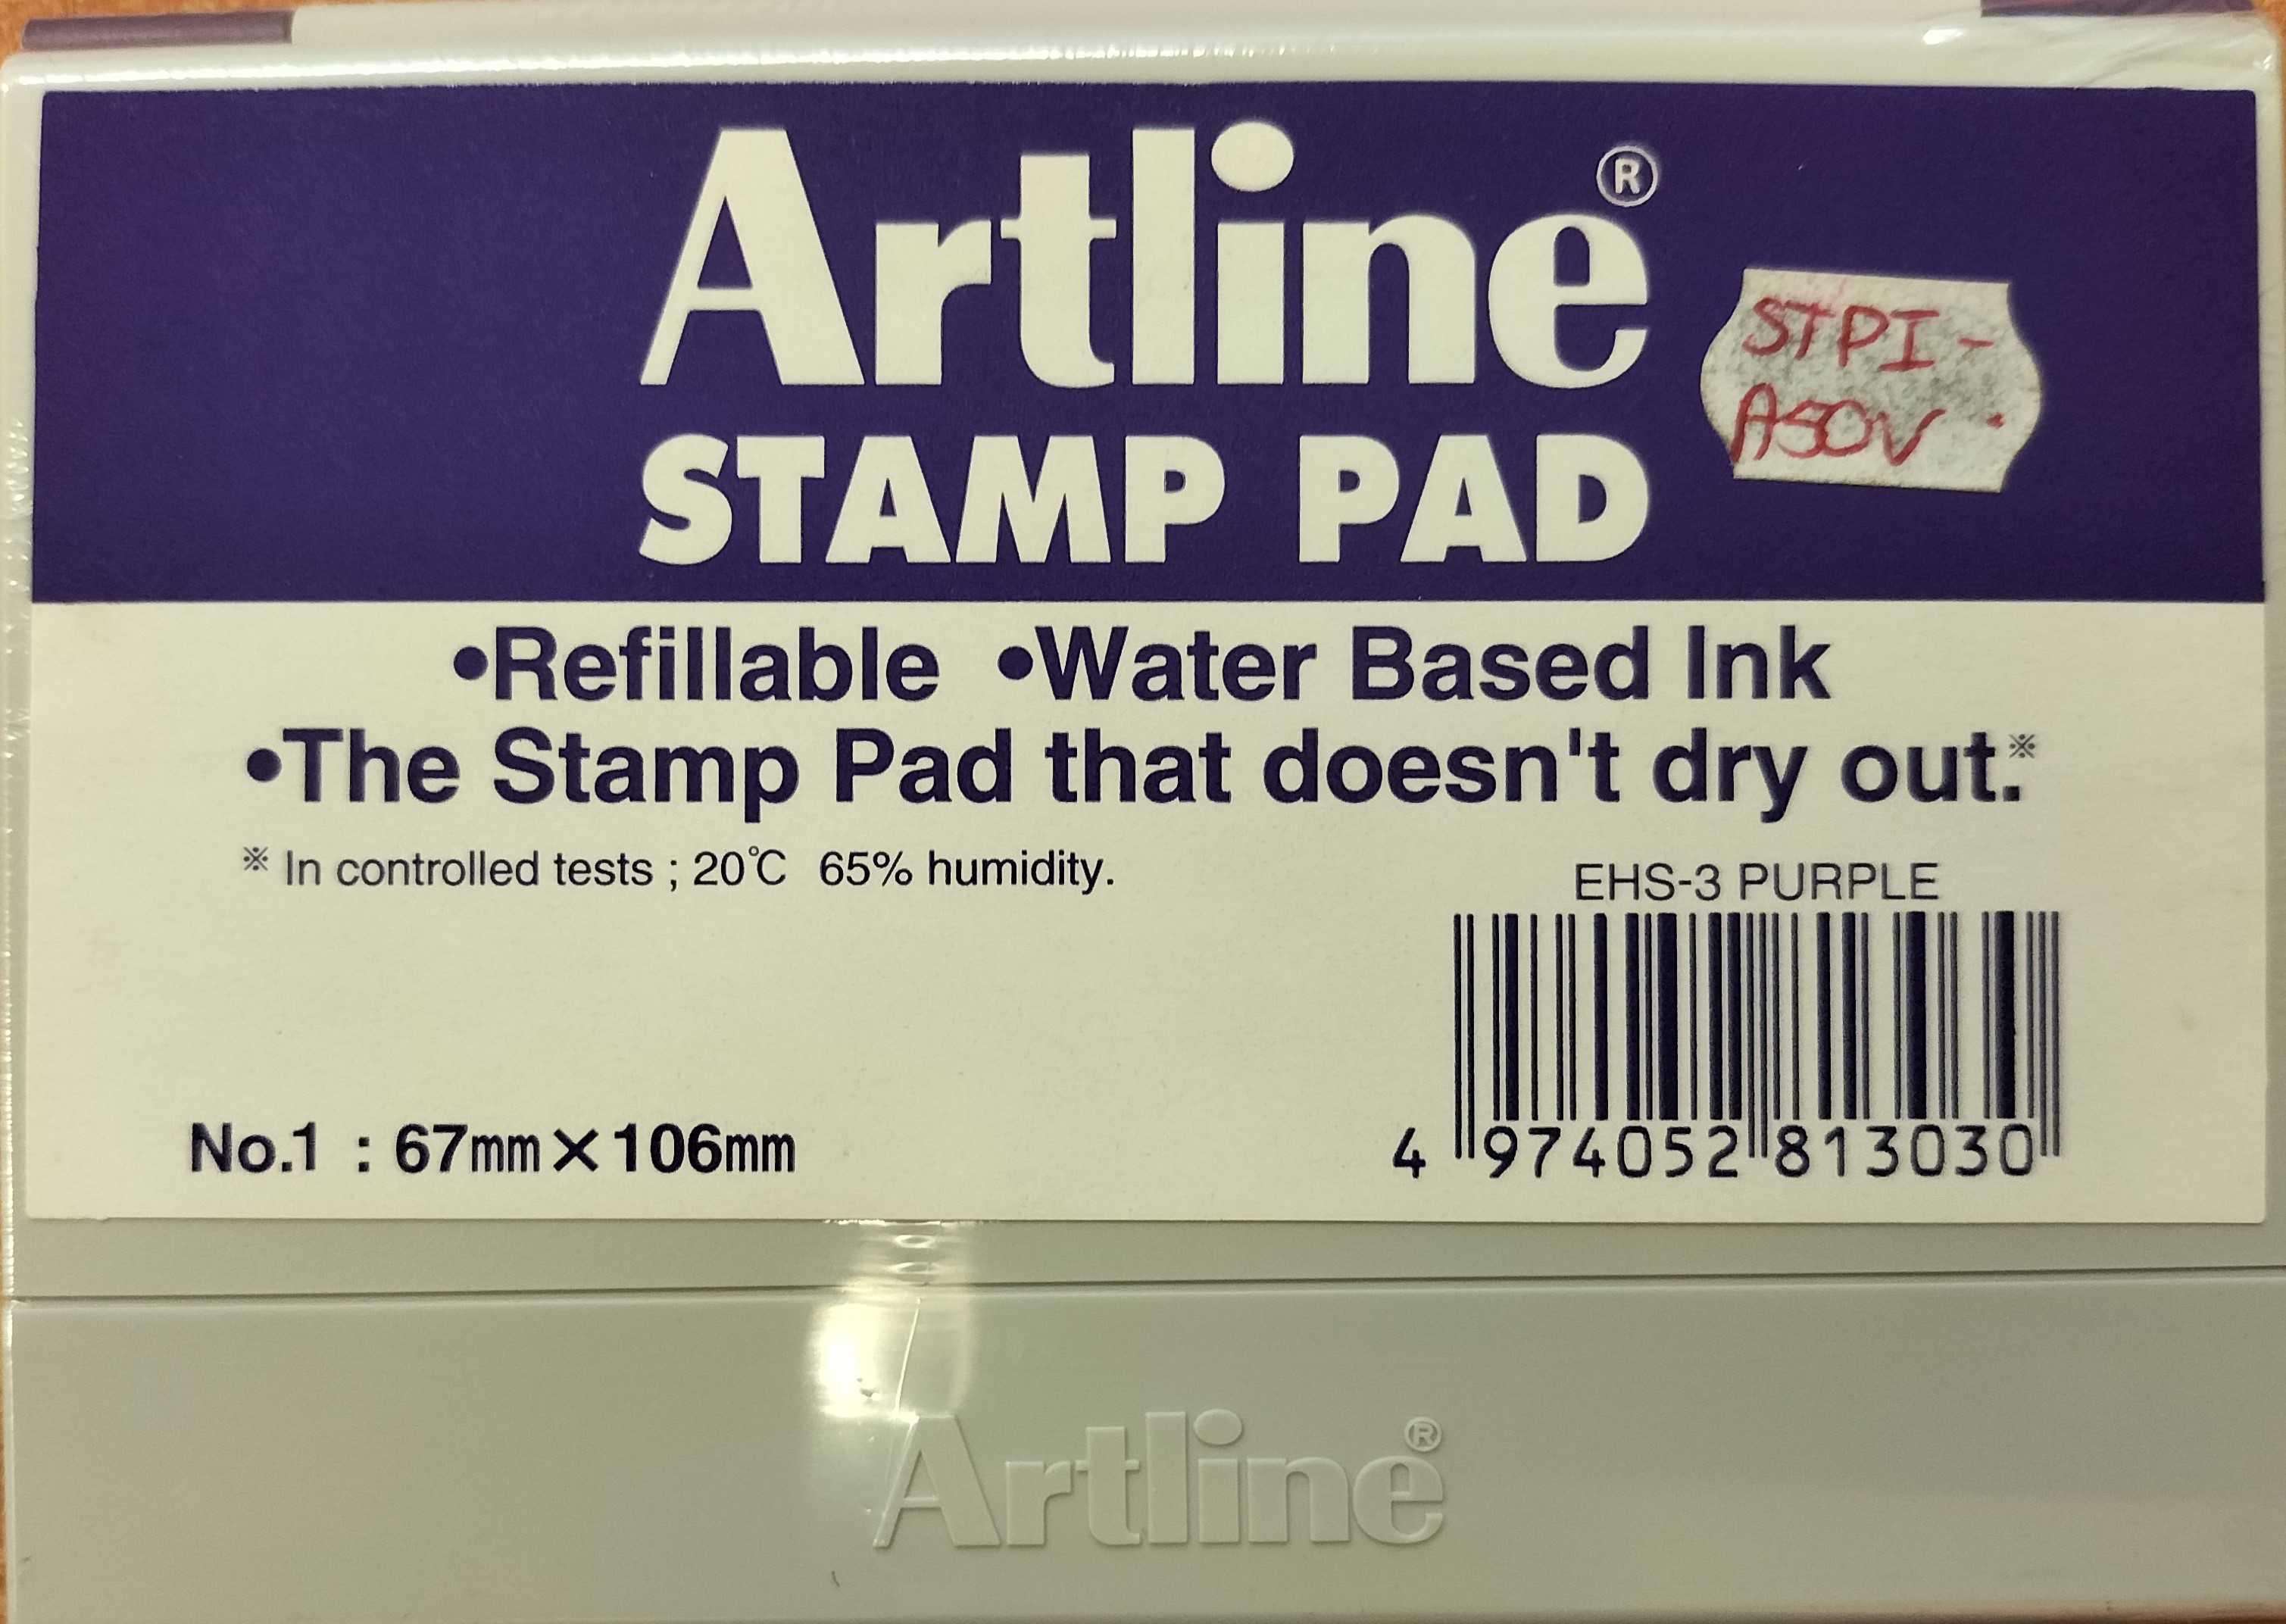 Artline®
STAMP PAD
STPI-
A50V.
•Refillable •Water Based Ink
•The Stamp Pad that doesn't dry out.※
※ In controlled tests ; 20℃ 65% humidity.
EHS-3 PURPLE
No.1 : 67mm×106mm
4 974052 813030
Artline®